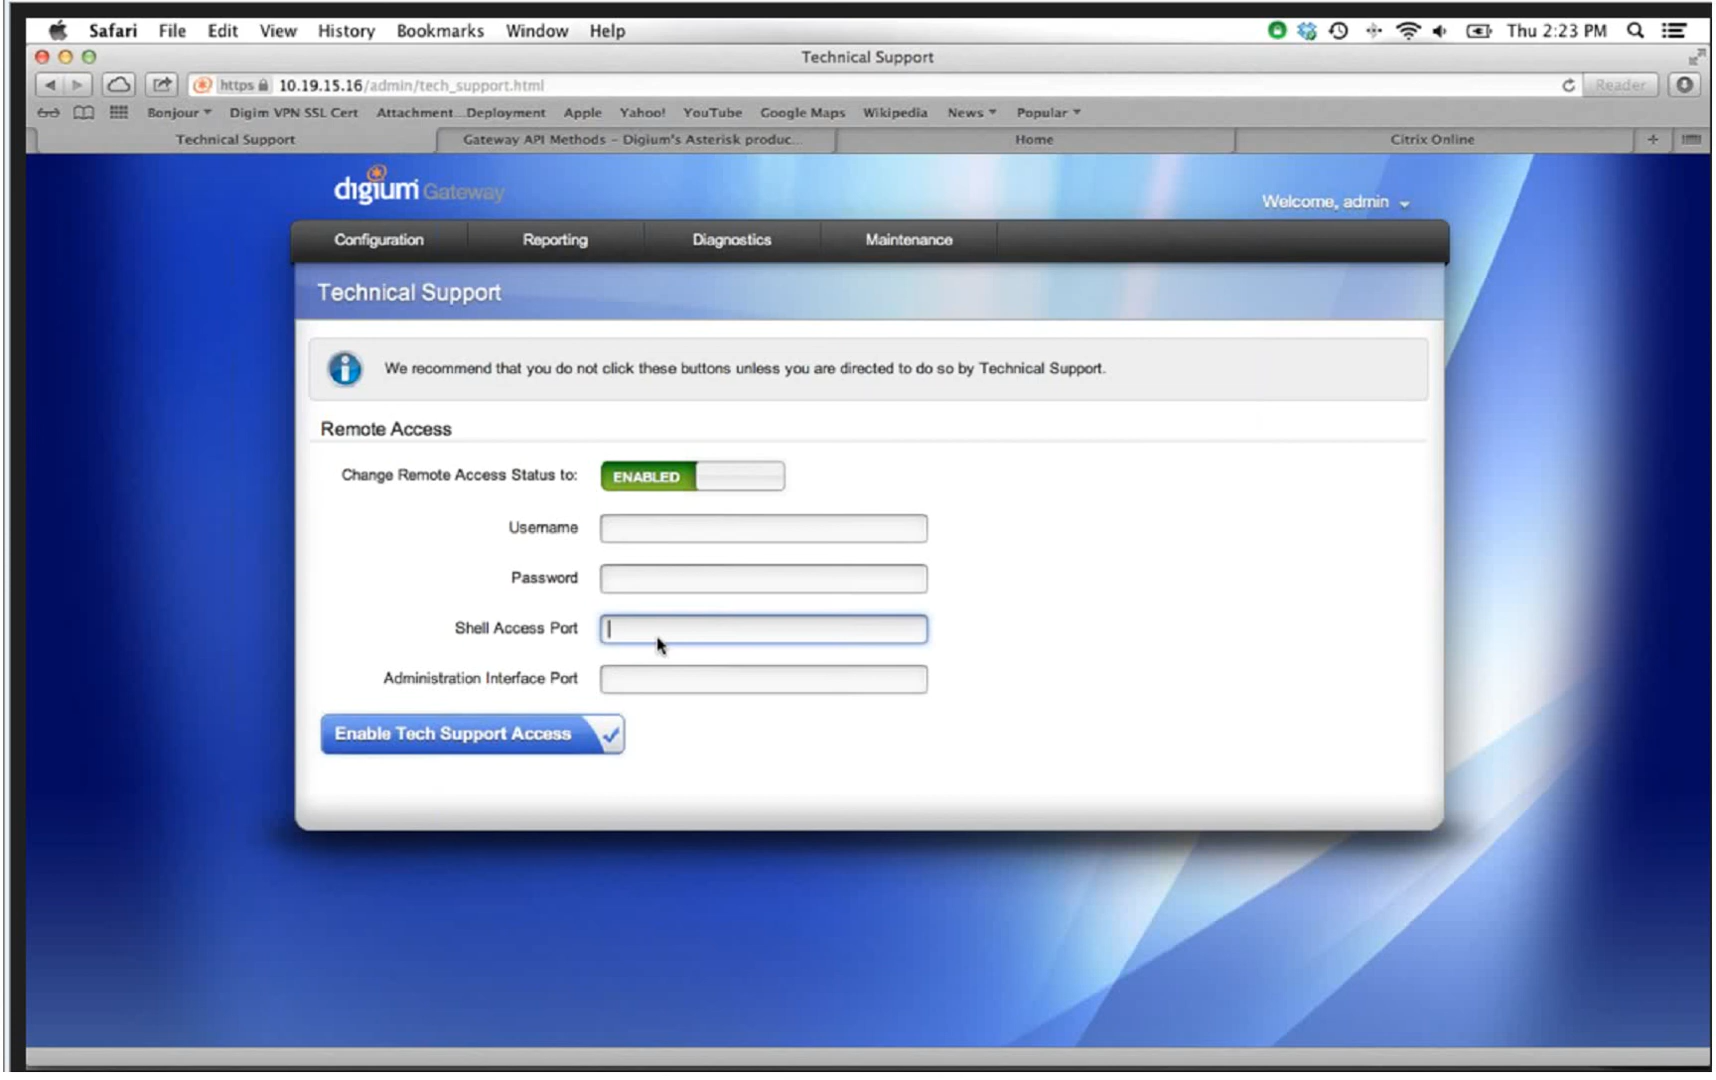 Safari File Edit View History Bookmarks Window Help Thu 2:23 PM
Technical Support
https 10.19.15.16/admin/tech_support.html Reader
Bonjour Digim VPN SSL Cert Attachment...Deployment Apple Yahoo! YouTube Google Maps Wikipedia News Popular
Technical Support Gateway API Methods – Digium's Asterisk produc... Home Citrix Online
digium Gateway
Welcome, admin
Configuration Reporting Diagnostics Maintenance
Technical Support
We recommend that you do not click these buttons unless you are directed to do so by Technical Support.
Remote Access
Change Remote Access Status to: ENABLED
Username
Password
Shell Access Port
Administration Interface Port
Enable Tech Support Access